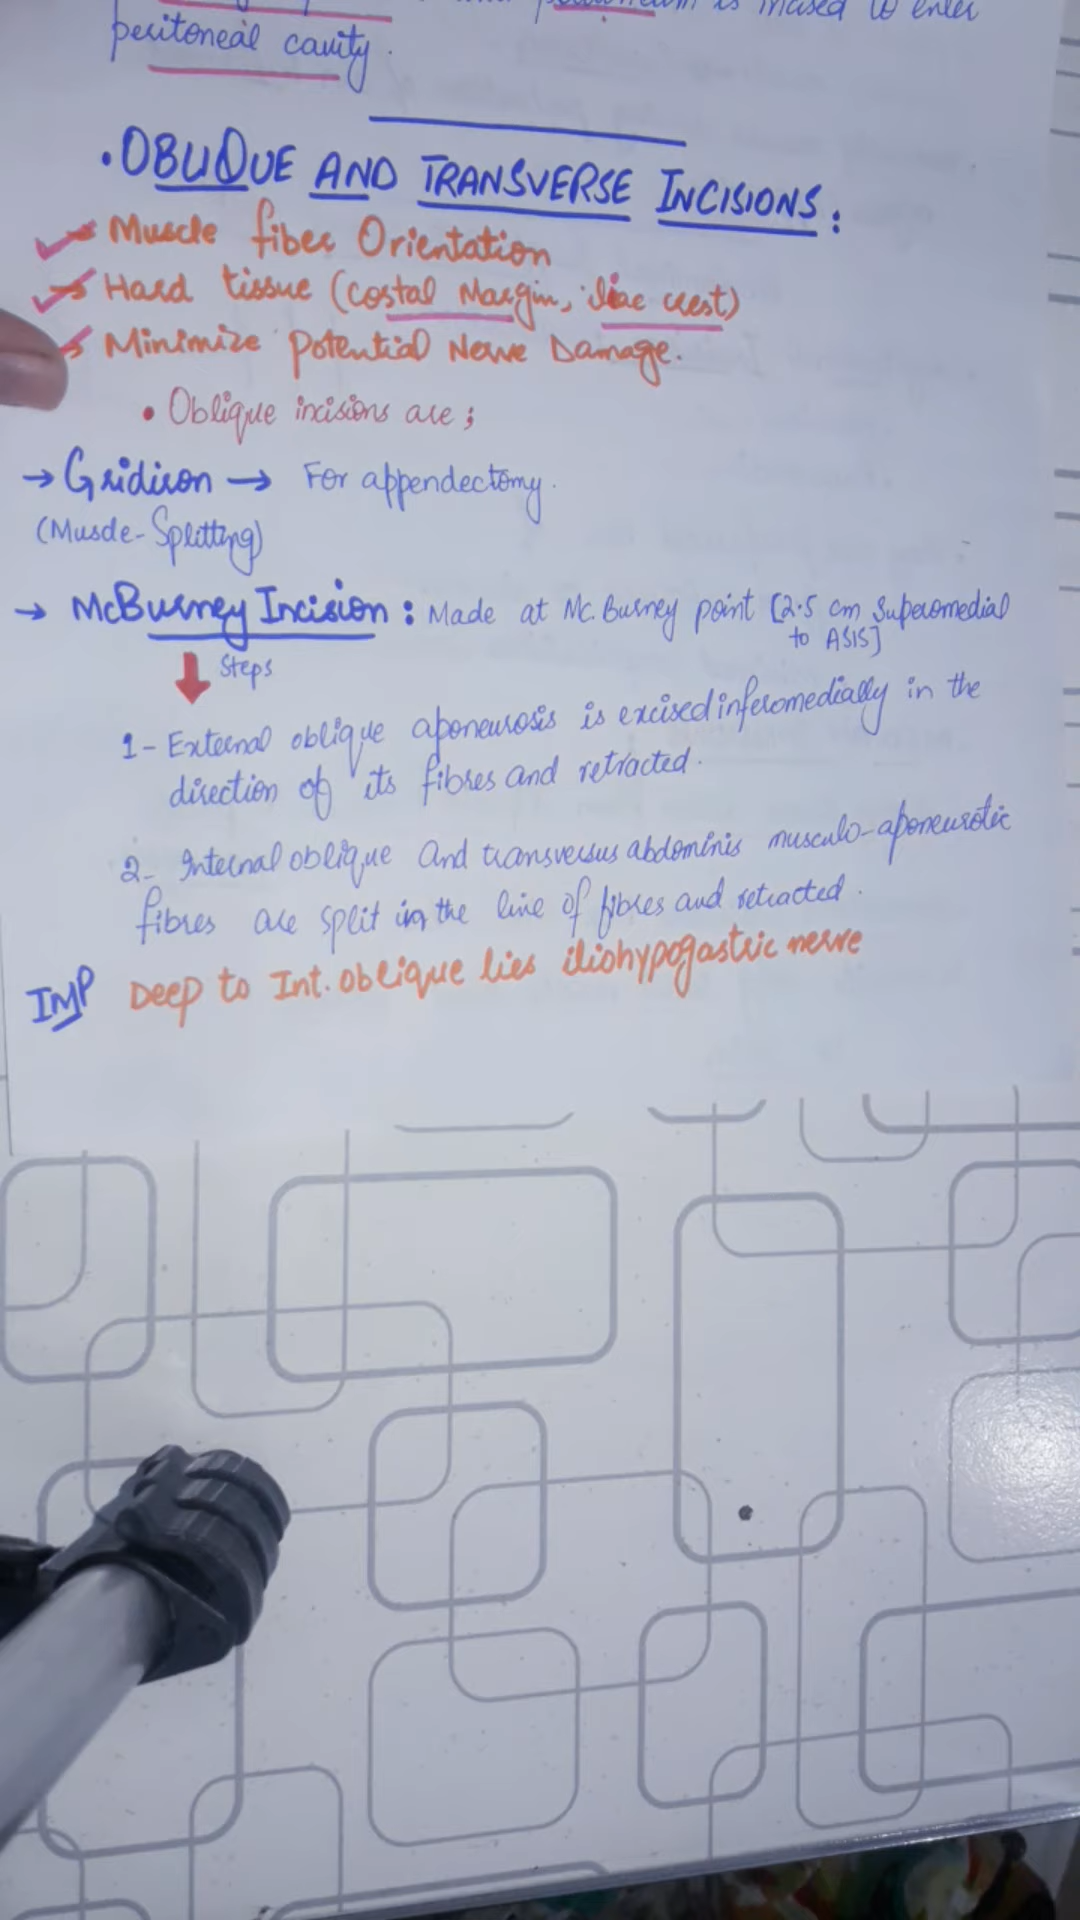 is incised to enter
peritoneal cavity.
• OBLIQUE AND TRANSVERSE INCISIONS:
→ Muscle fiber Orientation
→ Hard tissue (costal Margin, iliac crest)
→ Minimize Potential Nerve Damage.
• Oblique incisions are;
→ Gridiron → For appendectomy.
(Muscle-Splitting)
→ McBurney Incision: Made at Mc.Burney point [2.5 cm Superomedial
to ASIS]
Steps
1- External oblique aponeurosis is excised inferomedially in the
direction of its fibres and retracted.
2- Internal oblique and transversus abdominis musculo-aponeurotic
fibres are split in the line of fibres and retracted.
IMP Deep to Int. oblique lies iliohypogastric nerve